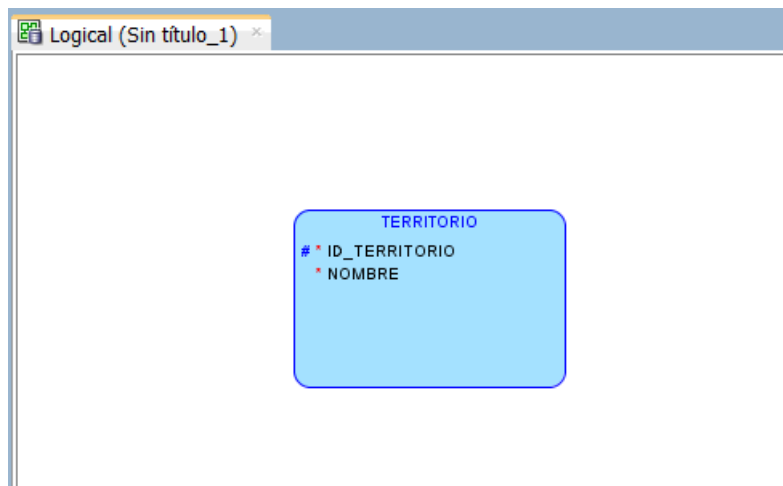 Logical (Sin título_1)
TERRITORIO
# * ID_TERRITORIO
* NOMBRE